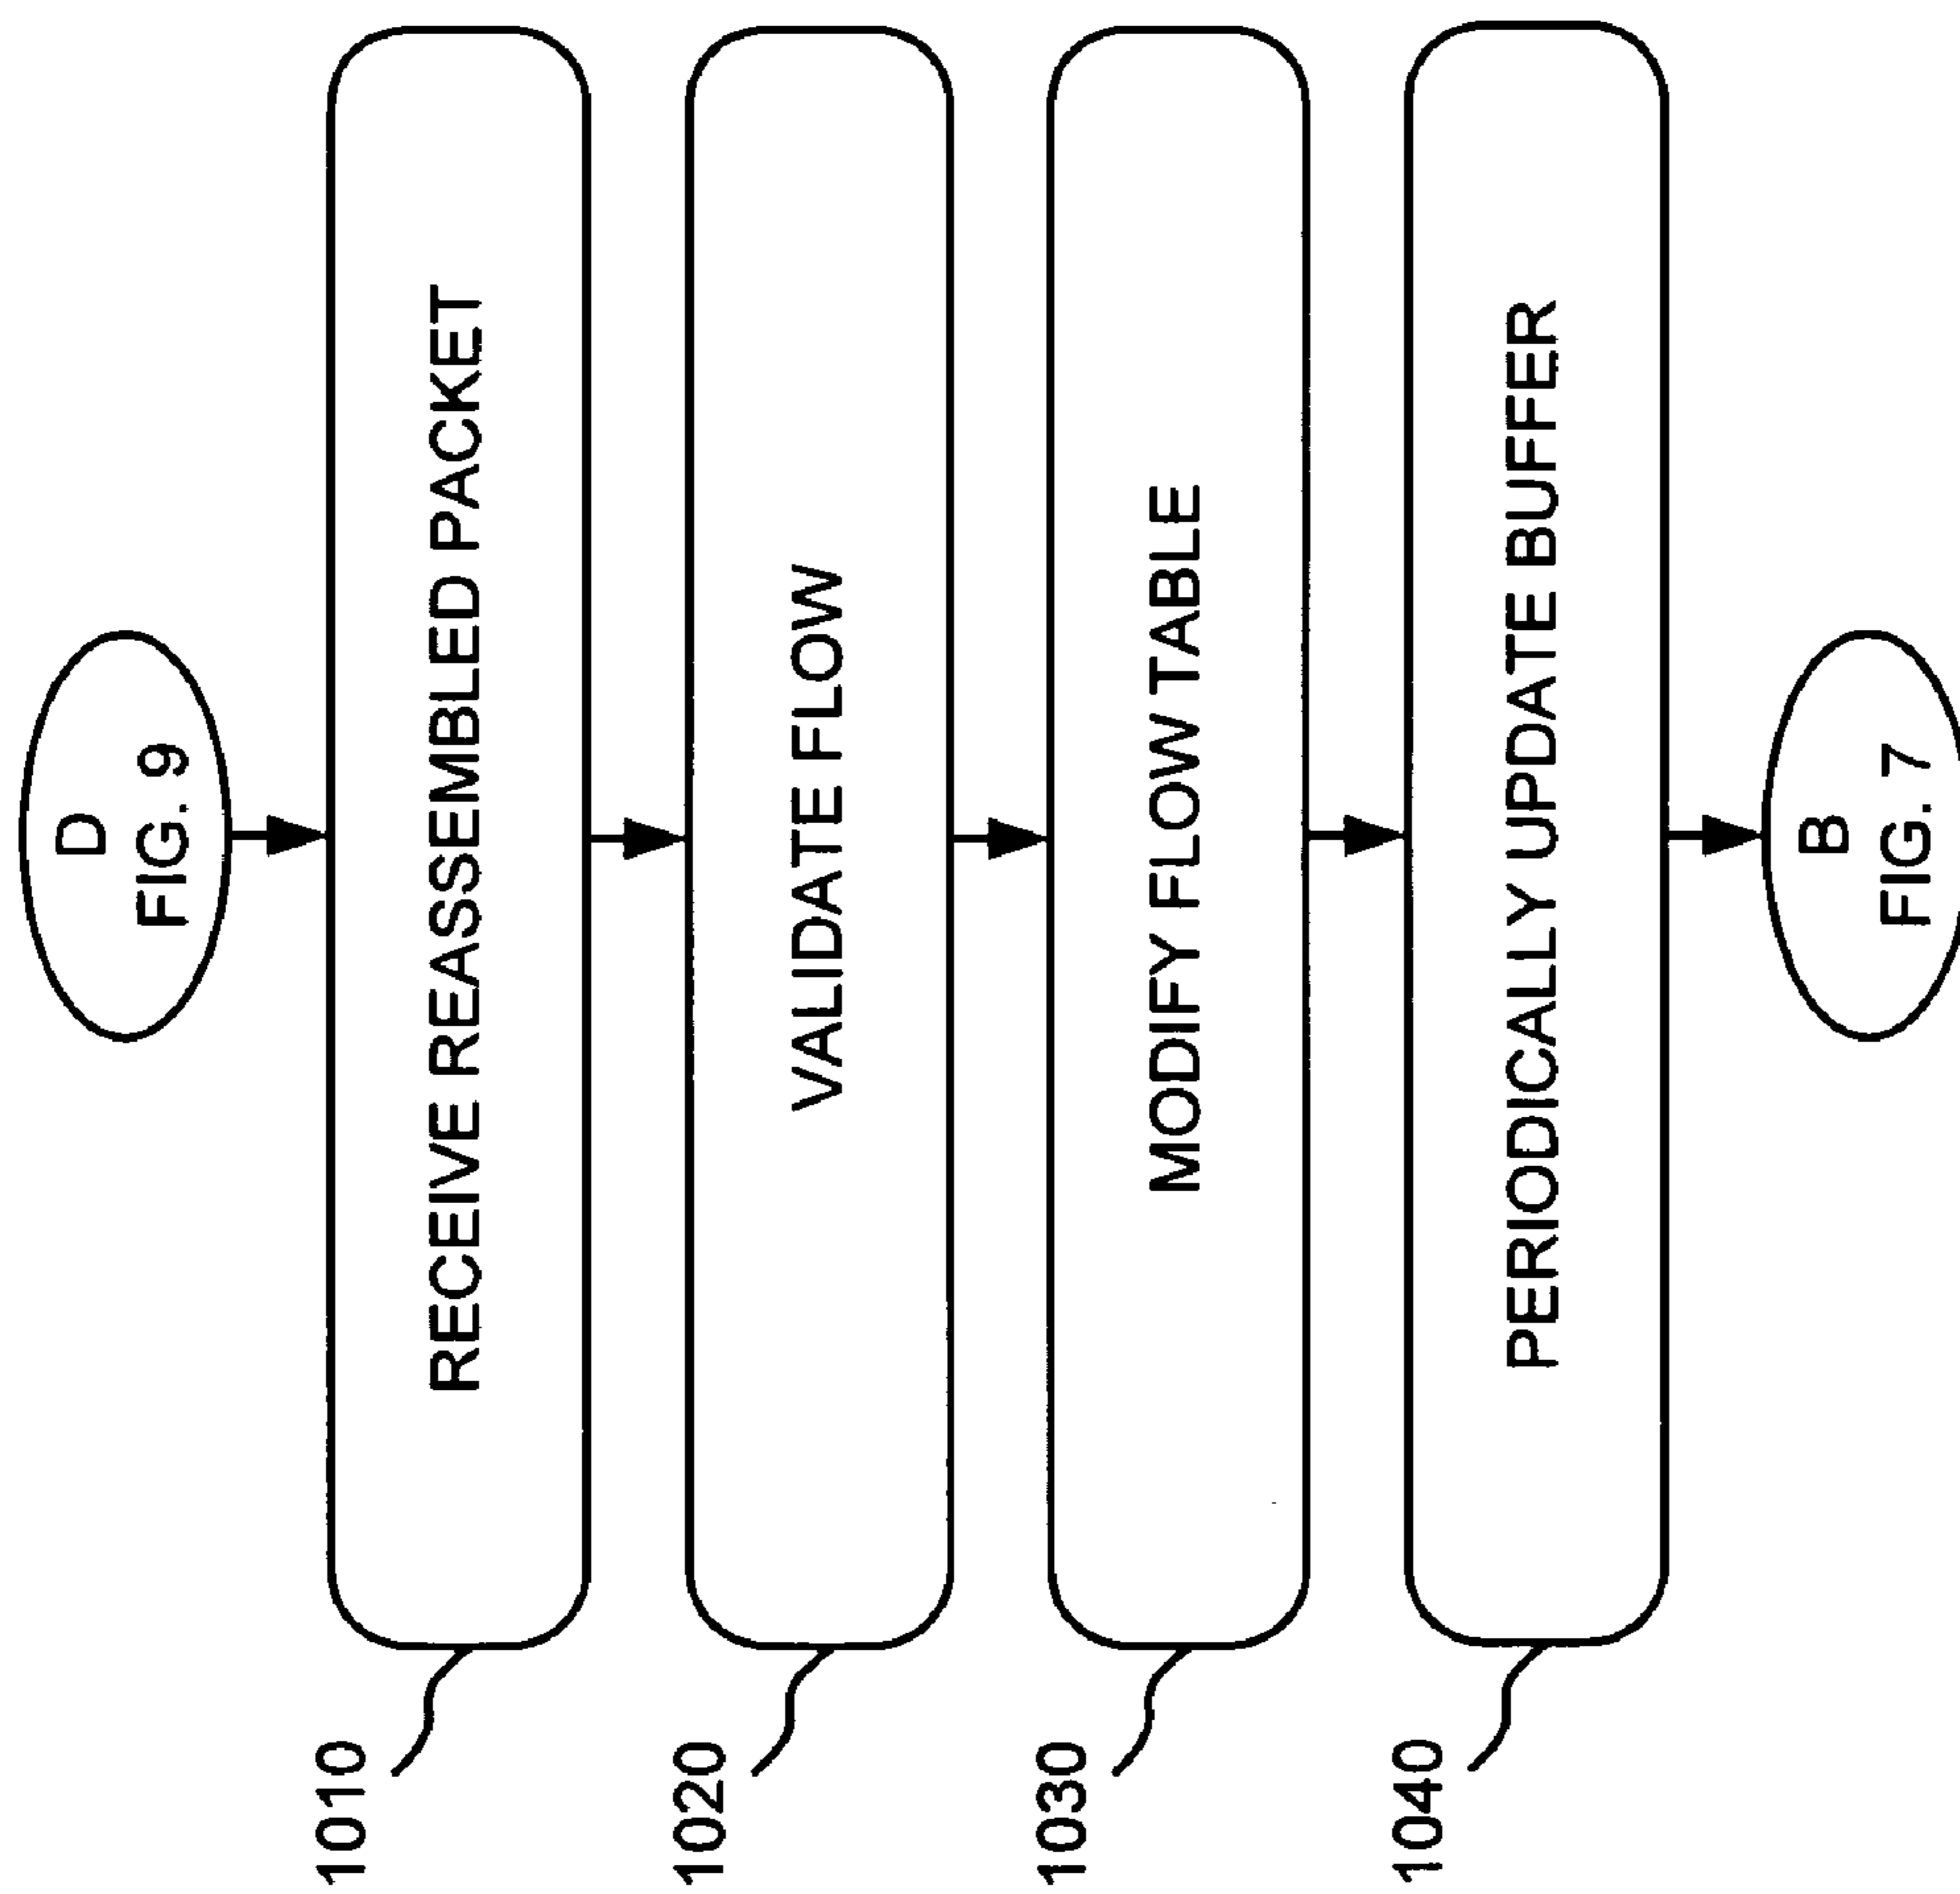 D
FIG. 9
1010
RECEIVE REASSEMBLED PACKET
1020
VALIDATE FLOW
1030
MODIFY FLOW TABLE
1040
PERIODICALLY UPDATE BUFFER
B
FIG. 7